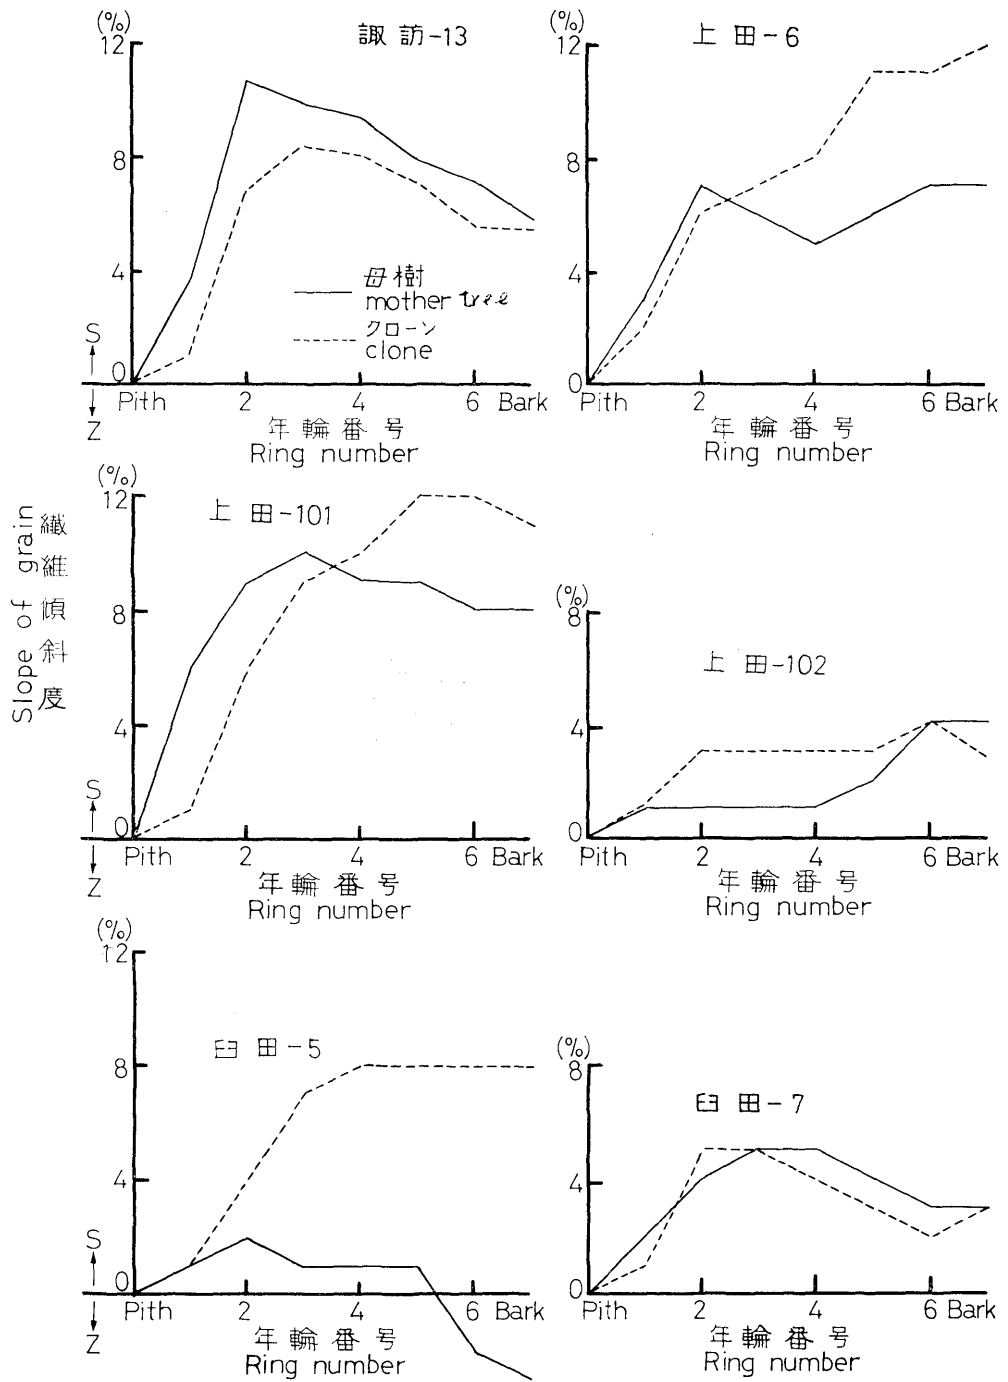 (%)
12
8
4
0
S
Z
諏訪-13
母樹
mother tree
クローン
clone
Pith 2 4 6 Bark
年輪番号
Ring number
(%)
12
8
4
0
上田-6
Pith 2 4 6 Bark
年輪番号
Ring number
繊維傾斜度
Slope of grain
(%)
12
8
4
0
S
Z
上田-101
Pith 2 4 6 Bark
年輪番号
Ring number
(%)
8
4
0
上田-102
Pith 2 4 6 Bark
年輪番号
Ring number
(%)
12
8
4
0
S
Z
臼田-5
Pith 2 4 6 Bark
年輪番号
Ring number
(%)
8
4
0
臼田-7
Pith 2 4 6 Bark
年輪番号
Ring number